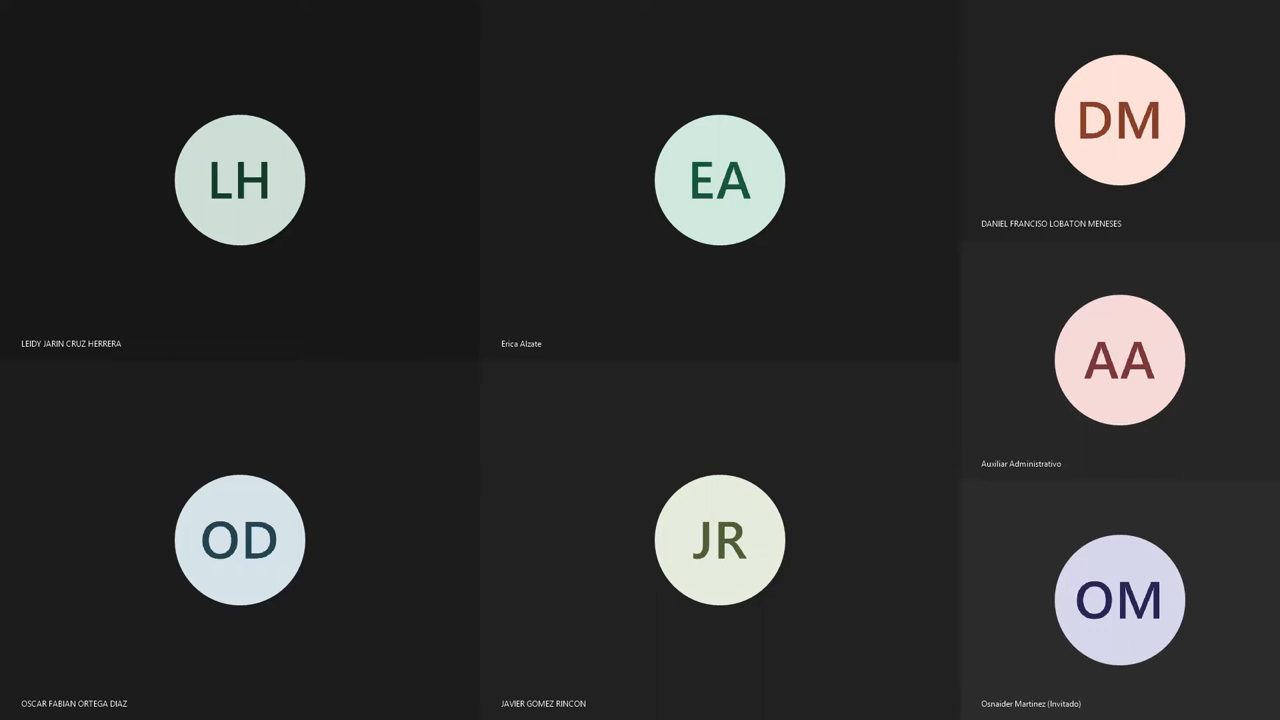 LH
LEIDY JARIN CRUZ HERRERA
EA
Erica Alzate
DM
DANIEL FRANCISO LOBATON MENESES
AA
Auxiliar Administrativo
OD
OSCAR FABIAN ORTEGA DIAZ
JR
JAVIER GOMEZ RINCON
OM
Osnaider Martinez (Invitado)